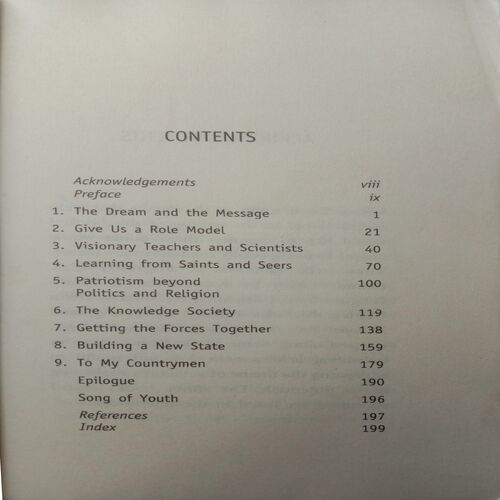 CONTENTS
Acknowledgements viii
Preface ix
1. The Dream and the Message 1
2. Give Us a Role Model 21
3. Visionary Teachers and Scientists 40
4. Learning from Saints and Seers 70
5. Patriotism beyond 100
Politics and Religion
6. The Knowledge Society 119
7. Getting the Forces Together 138
8. Building a New State 159
9. To My Countrymen 179
Epilogue 190
Song of Youth 196
References 197
Index 199